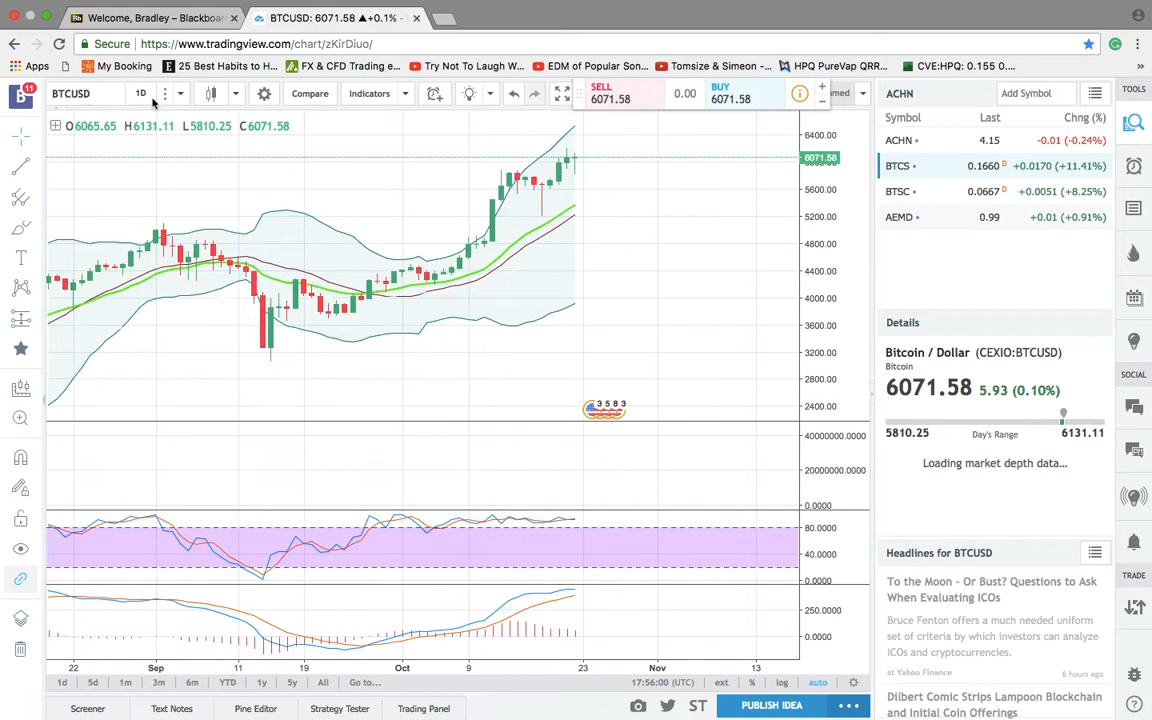 Welcome, Bradley – Blackboard
BTCUSD: 6071.58 ▲+0.1% -
Secure
https://www.tradingview.com/chart/zKirDiuo/
Apps
My Booking
25 Best Habits to H...
FX & CFD Trading e...
Try Not To Laugh W...
EDM of Popular Son...
Tomsize & Simeon -...
HPQ PureVap QRR...
CVE:HPQ: 0.155 0....
»
B
11
BTCUSD
1D
Compare
Indicators
SELL
6071.58
0.00
BUY
6071.58
amed
O6065.65 H6131.11 L5810.25 C6071.58
6400.00
6071.58
5600.00
5200.00
4800.00
4400.00
4000.00
3600.00
3200.00
2800.00
2400.00
3 5 8 3
40000000.0000
20000000.0000
0.0000
80.0000
40.0000
0.0000
250.0000
0.0000
22 Sep 11 19 Oct 9 23 Nov 13
1d 5d 1m 3m 6m YTD 1y 5y All Go to...
17:56:00 (UTC) ext % log auto
Screener
Text Notes
Pine Editor
Strategy Tester
Trading Panel
ST
PUBLISH IDEA
ACHN
Add Symbol
Symbol Last Chng (%)
ACHN 4.15 -0.01 (-0.24%)
BTCS 0.1660 D +0.0170 (+11.41%)
BTSC 0.0667 D +0.0051 (+8.25%)
AEMD 0.99 +0.01 (+0.91%)
Details
Bitcoin / Dollar (CEXIO:BTCUSD)
Bitcoin
6071.58 5.93 (0.10%)
5810.25 Day's Range 6131.11
Loading market depth data...
Headlines for BTCUSD
To the Moon - Or Bust? Questions to Ask
When Evaluating ICOs
Bruce Fenton offers a much needed uniform
set of criteria by which investors can analyze
ICOs and cryptocurrencies.
at Yahoo Finance
6 hours ago
Dilbert Comic Strips Lampoon Blockchain
and Initial Coin Offerings
TOOLS
SOCIAL
TRADE